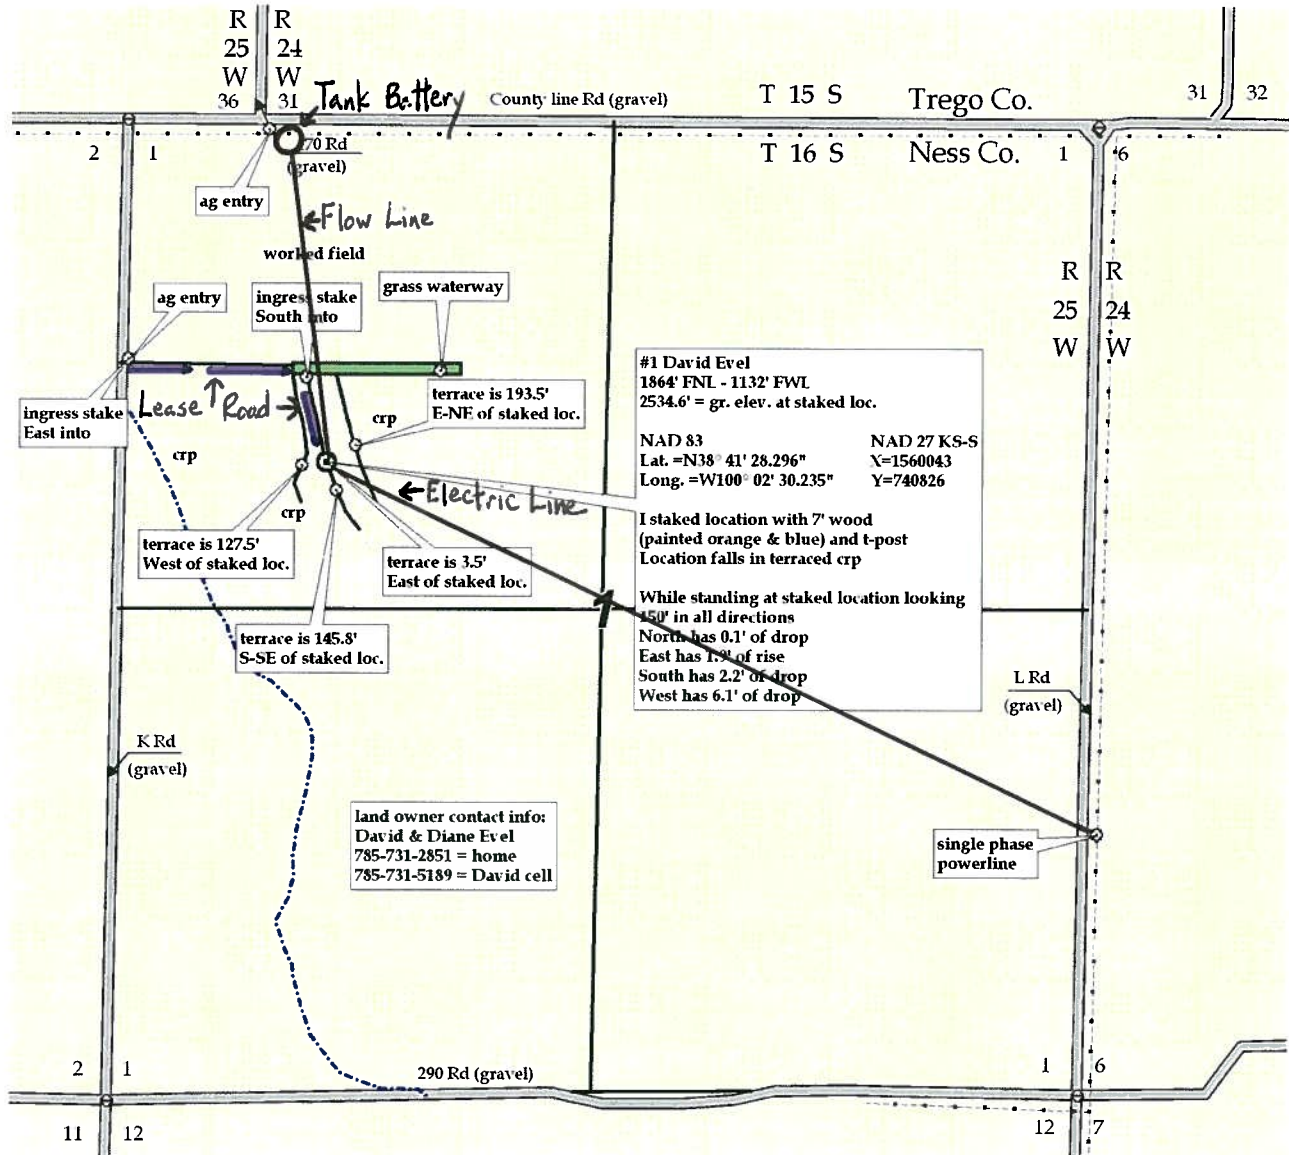 R R
25 24
W W
36 31
Tank Battery
County line Rd (gravel)
T 15 S Trego Co.
31 32
2 1
70 Rd
(gravel)
T 16 S Ness Co.
1 6
ag entry
Flow Line
worked field
R R
25 24
W W
ag entry
ingress stake
South into
grass waterway
#1 David Evel
1864' FNL - 1132' FWL
2534.6' = gr. elev. at staked loc.
NAD 83 NAD 27 KS-S
Lat. =N38° 41' 28.296" X=1560043
Long. =W100° 02' 30.235" Y=740826
I staked location with 7' wood
(painted orange & blue) and t-post
Location falls in terraced crp
While standing at staked location looking
150' in all directions
North has 0.1' of drop
East has 1.9' of rise
South has 2.2' of drop
West has 6.1' of drop
ingress stake
East into
Lease Road
crp
terrace is 193.5'
E-NE of staked loc.
crp
Electric Line
crp
terrace is 127.5'
West of staked loc.
terrace is 3.5'
East of staked loc.
1
terrace is 145.8'
S-SE of staked loc.
L Rd
(gravel)
K Rd
(gravel)
land owner contact info:
David & Diane Evel
785-731-2851 = home
785-731-5189 = David cell
single phase
powerline
2 1
290 Rd (gravel)
1 6
11 12
12 7